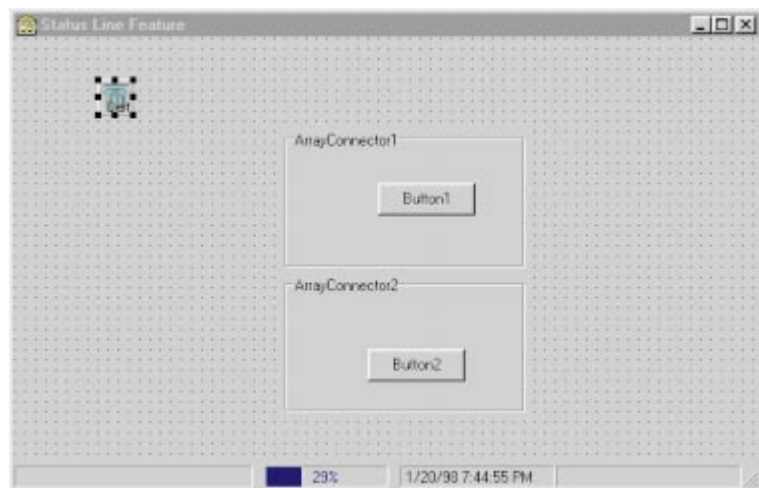 Status Line Feature
ArrayConnector1
Button1
ArrayConnector2
Button2
29%
1/20/98 7:44:55 PM